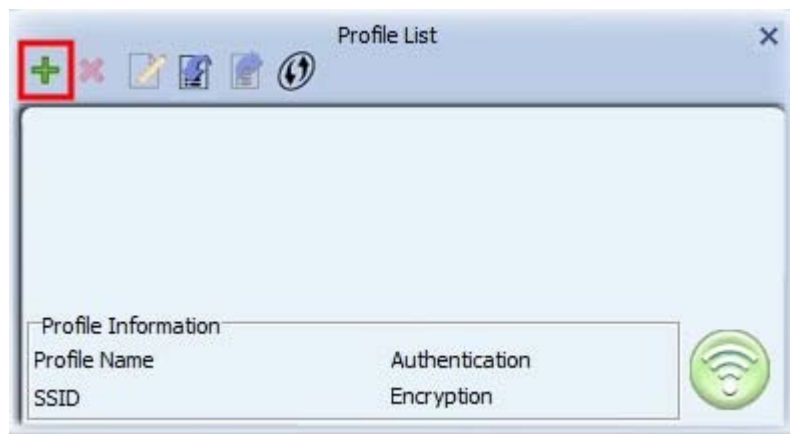 Profile List
Profile Information
Profile Name Authentication
SSID Encryption